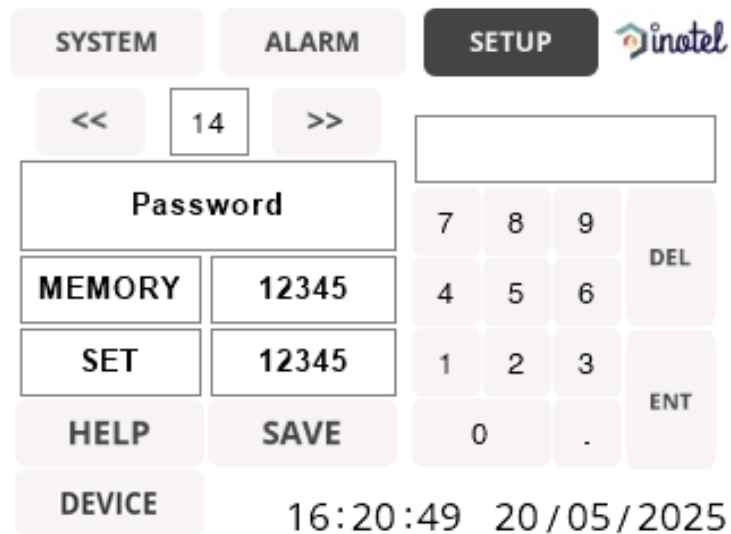 SYSTEM ALARM SETUP inotel
<< 14 >>
Password
7 8 9 DEL
MEMORY 12345
4 5 6
SET 12345
1 2 3 ENT
HELP SAVE
0 .
DEVICE
16:20:49 20/05/2025